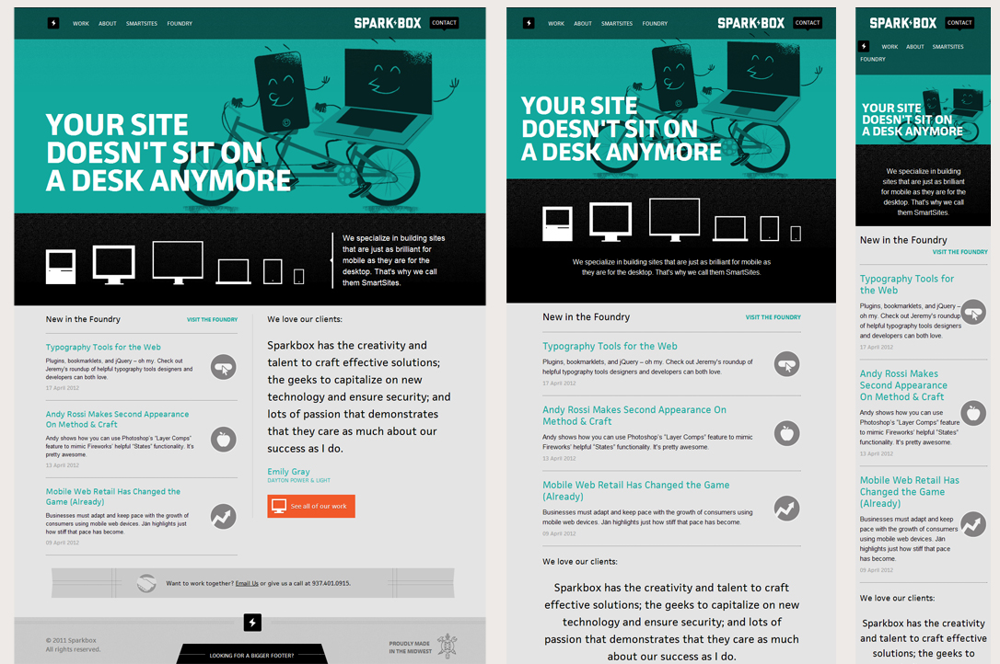 WORK ABOUT SMARTSITES FOUNDRY
SPARK BOX
CONTACT
YOUR SITE
DOESN'T SIT ON
A DESK ANYMORE
We specialize in building sites
that are just as brilliant for
mobile as they are for the
desktop. That's why we call
them SmartSites.
New in the Foundry
VISIT THE FOUNDRY
Typography Tools for the Web
Plugins, bookmarklets, and jQuery – oh my. Check out
Jeremy's roundup of helpful typography tools designers and
developers can both love.
17 April 2012
Andy Rossi Makes Second Appearance
On Method & Craft
Andy shows how you can use Photoshop's "Layer Comps"
feature to mimic Fireworks' helpful "States" functionality. It's
pretty awesome.
13 April 2012
Mobile Web Retail Has Changed the
Game (Already)
Businesses must adapt and keep pace with the growth of
consumers using mobile web devices. Ján highlights just
how stiff that pace has become.
09 April 2012
We love our clients:
Sparkbox has the creativity and
talent to craft effective solutions;
the geeks to capitalize on new
technology and ensure security; and
lots of passion that demonstrates
that they care as much about our
success as I do.
Emily Gray
DAYTON POWER & LIGHT
See all of our work
Want to work together? Email Us or give us a call at 937.401.0915.
© 2011 Sparkbox
All rights reserved.
LOOKING FOR A BIGGER FOOTER?
PROUDLY MADE
IN THE MIDWEST
WORK ABOUT SMARTSITES FOUNDRY
SPARK BOX
CONTACT
YOUR SITE
DOESN'T SIT ON
A DESK ANYMORE
We specialize in building sites that are just as brilliant for mobile as
they are for the desktop. That's why we call them SmartSites.
New in the Foundry
VISIT THE FOUNDRY
Typography Tools for the Web
Plugins, bookmarklets, and jQuery – oh my. Check out Jeremy's roundup of
helpful typography tools designers and developers can both love.
17 April 2012
Andy Rossi Makes Second Appearance On
Method & Craft
Andy shows how you can use Photoshop's "Layer Comps" feature to mimic
Fireworks' helpful "States" functionality. It's pretty awesome.
13 April 2012
Mobile Web Retail Has Changed the Game
(Already)
Businesses must adapt and keep pace with the growth of consumers using
mobile web devices. Ján highlights just how stiff that pace has become.
09 April 2012
We love our clients:
Sparkbox has the creativity and talent to craft
effective solutions; the geeks to capitalize on new
technology and ensure security; and lots of
passion that demonstrates that they care as much
about our success as I do.
SPARK BOX
CONTACT
WORK ABOUT SMARTSITES
FOUNDRY
YOUR SITE
DOESN'T SIT ON
A DESK ANYMORE
We specialize in building
sites that are just as brilliant
for mobile as they are for the
desktop. That's why we call
them SmartSites.
New in the Foundry
VISIT THE FOUNDRY
Typography Tools for
the Web
Plugins, bookmarklets, and jQuery –
oh my. Check out Jeremy's roundup
of helpful typography tools designers
and developers can both love.
17 April 2012
Andy Rossi Makes
Second Appearance
On Method & Craft
Andy shows how you can use
Photoshop's "Layer Comps" feature
to mimic Fireworks' helpful "States"
functionality. It's pretty awesome.
13 April 2012
Mobile Web Retail Has
Changed the Game
(Already)
Businesses must adapt and keep
pace with the growth of consumers
using mobile web devices. Ján
highlights just how stiff that pace
has become.
09 April 2012
We love our clients:
Sparkbox has the creativity
and talent to craft effective
solutions; the geeks to